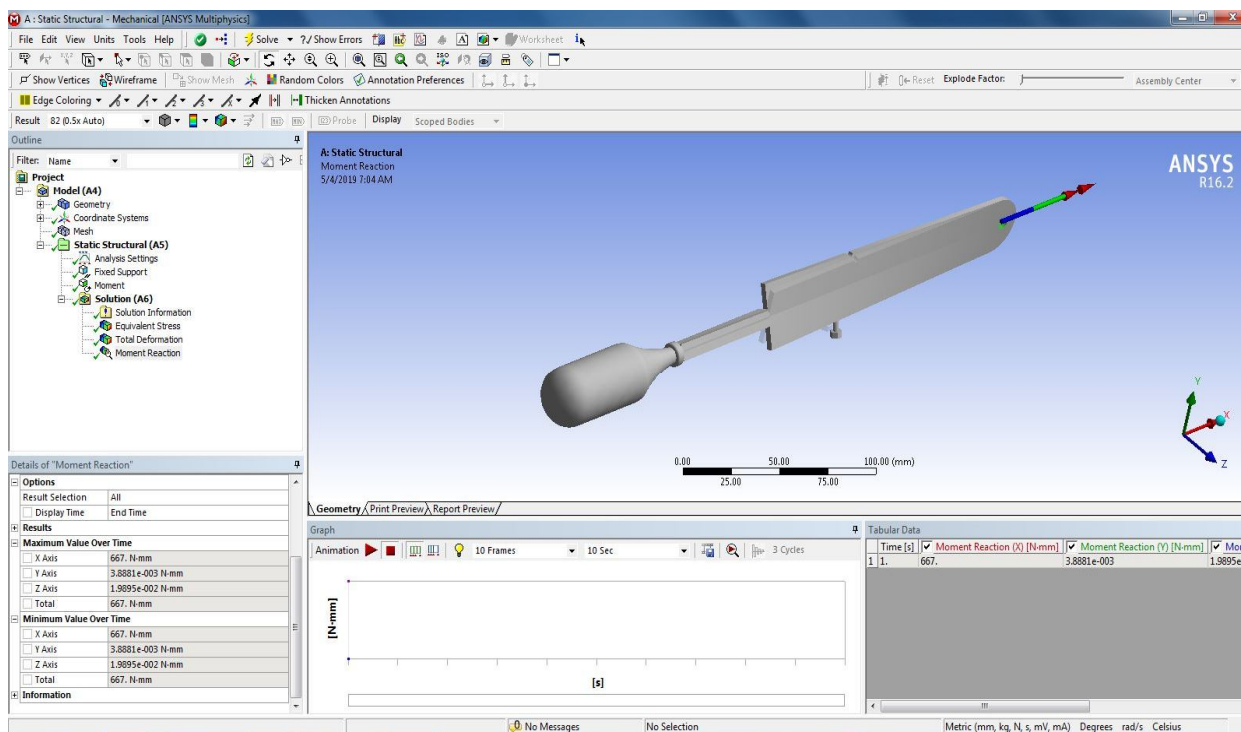 A : Static Structural - Mechanical [ANSYS Multiphysics]
File Edit View Units Tools Help Solve ?/ Show Errors Worksheet
Show Vertices Wireframe Show Mesh Random Colors Annotation Preferences Reset Explode Factor: Assembly Center
Edge Coloring Thicken Annotations
Result 82 (0.5x Auto) Probe Display Scoped Bodies
Outline
Filter: Name
Project
Model (A4)
Geometry
Coordinate Systems
Mesh
Static Structural (A5)
Analysis Settings
Fixed Support
Moment
Solution (A6)
Solution Information
Equivalent Stress
Total Deformation
Moment Reaction
A: Static Structural
Moment Reaction
5/4/2019 7:04 AM
ANSYS
R16.2
Y
X
Z
0.00 50.00 100.00 (mm)
25.00 75.00
Geometry Print Preview Report Preview
Details of "Moment Reaction"
Options
Result Selection All
Display Time End Time
Results
Maximum Value Over Time
X Axis 667. N-mm
Y Axis 3.8881e-003 N-mm
Z Axis 1.9895e-002 N-mm
Total 667. N-mm
Minimum Value Over Time
X Axis 667. N-mm
Y Axis 3.8881e-003 N-mm
Z Axis 1.9895e-002 N-mm
Total 667. N-mm
Information
Graph
Animation 10 Frames 10 Sec 3 Cycles
[N-mm]
[s]
Tabular Data
Time [s] Moment Reaction (X) [N-mm] Moment Reaction (Y) [N-mm] Mo
1 1. 667. 3.8881e-003 1.9895e
0 No Messages No Selection Metric (mm, kg, N, s, mV, mA) Degrees rad/s Celsius